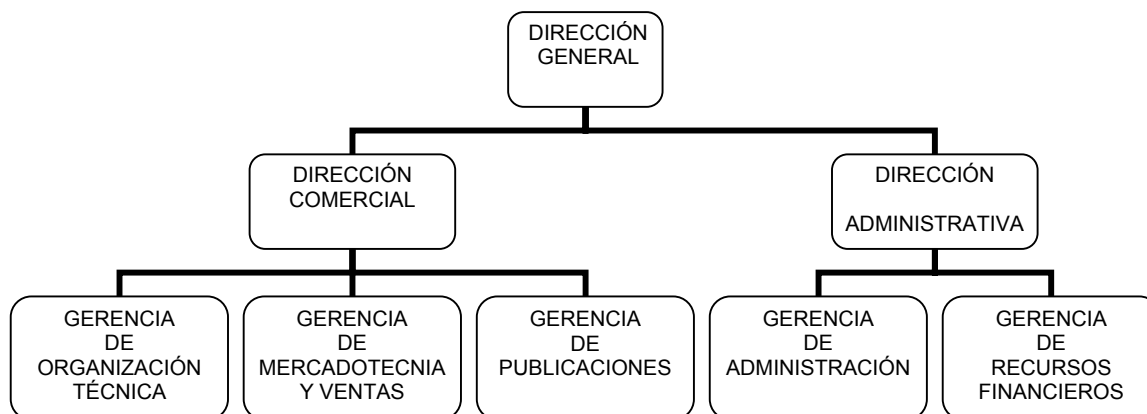 DIRECCIÓN
GENERAL
DIRECCIÓN
COMERCIAL
DIRECCIÓN
ADMINISTRATIVA
GERENCIA
DE
ORGANIZACIÓN
TÉCNICA
GERENCIA
DE
MERCADOTECNIA
Y VENTAS
GERENCIA
DE
PUBLICACIONES
GERENCIA
DE
ADMINISTRACIÓN
GERENCIA
DE
RECURSOS
FINANCIEROS